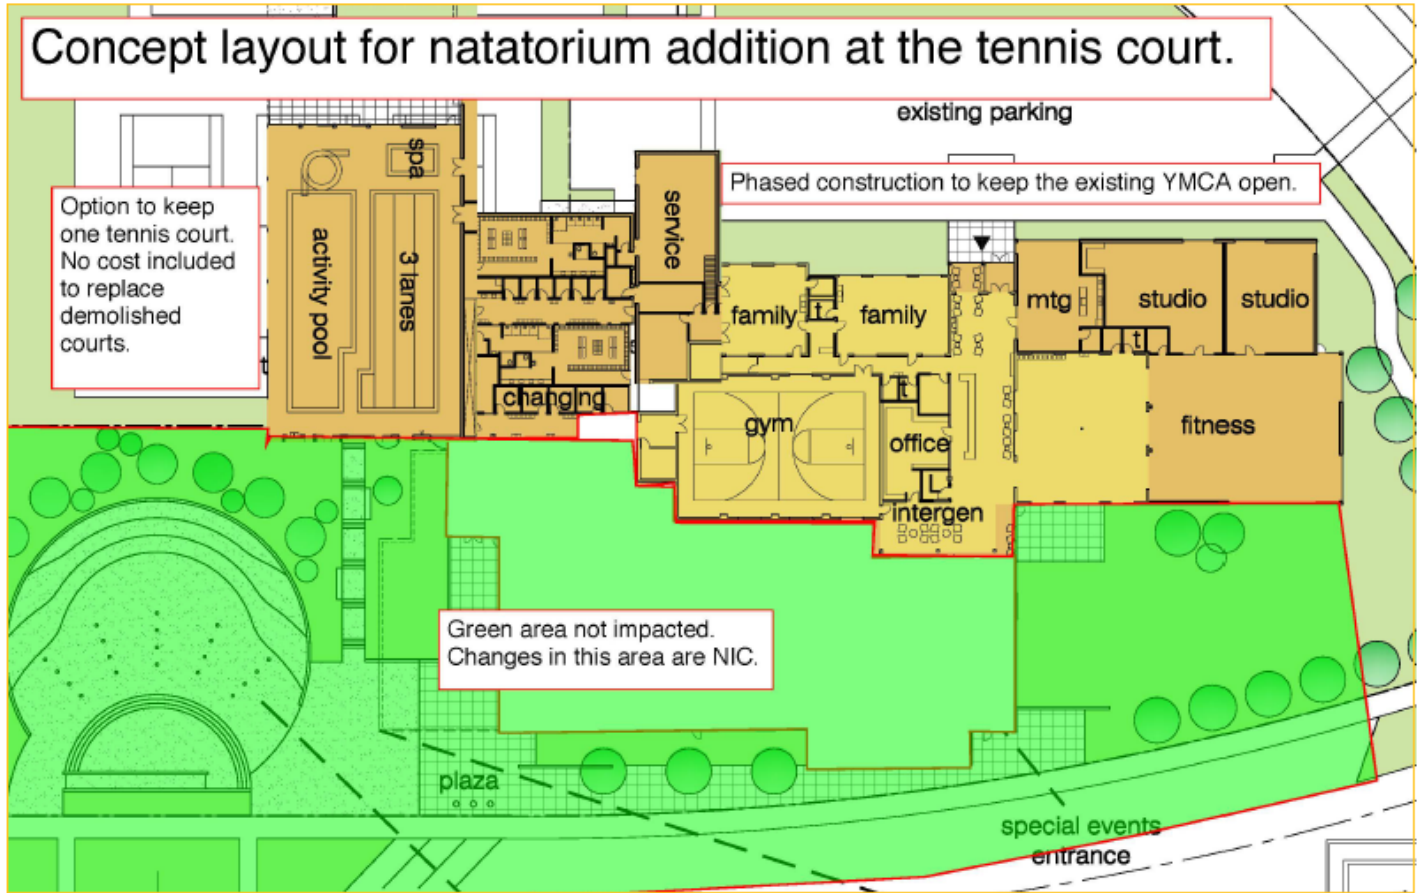 Concept layout for natatorium addition at the tennis court.
existing parking
Phased construction to keep the existing YMCA open.
Option to keep
one tennis court.
No cost included
to replace
demolished
courts.
spa
activity pool
3 lanes
service
changing
family
t
family
mtg
studio
studio
t
t
gym
t
office
L
intergen
fitness
Green area not impacted.
Changes in this area are NIC.
plaza
special events
entrance